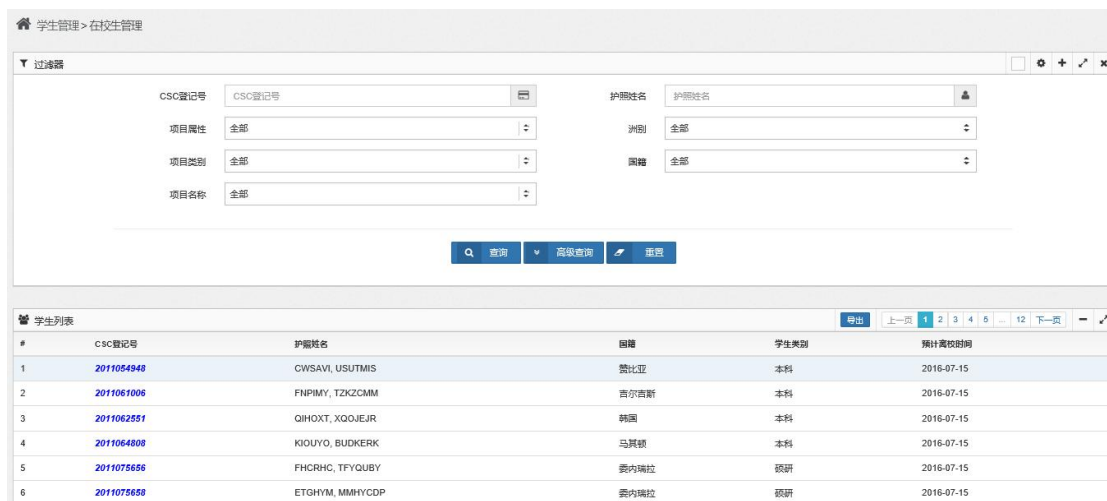 学生管理>在校生管理
过滤器
CSC登记号 CSC登记号 护照姓名 护照姓名
项目属性 全部 洲别 全部
项目类别 全部 国籍 全部
项目名称 全部
查询 高级查询 重置
学生列表 导出 上一页 1 2 3 4 5 ... 12 下一页
# CSC登记号 护照姓名 国籍 学生类别 预计离校时间
1 2011054948 CWSAVI, USUTMIS 赞比亚 本科 2016-07-15
2 2011061006 FNPIMY, TZKZCMM 吉尔吉斯 本科 2016-07-15
3 2011062551 QIHOXT, XQOJEJR 韩国 本科 2016-07-15
4 2011064808 KIOUYO, BUDKERK 马其顿 本科 2016-07-15
5 2011075656 FHCRHC, TFYQUBY 委内瑞拉 硕研 2016-07-15
6 2011075658 ETGHYM, MMHYCDP 委内瑞拉 硕研 2016-07-15